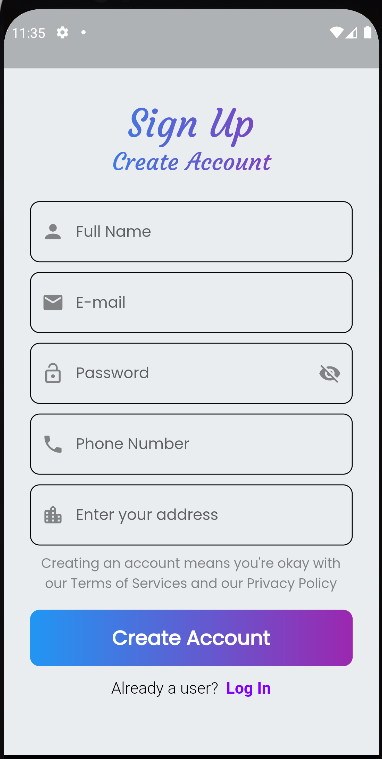 11:35
Sign Up
Create Account
Full Name
E-mail
Password
Phone Number
Enter your address
Creating an account means you're okay with
our Terms of Services and our Privacy Policy
Create Account
Already a user? Log In